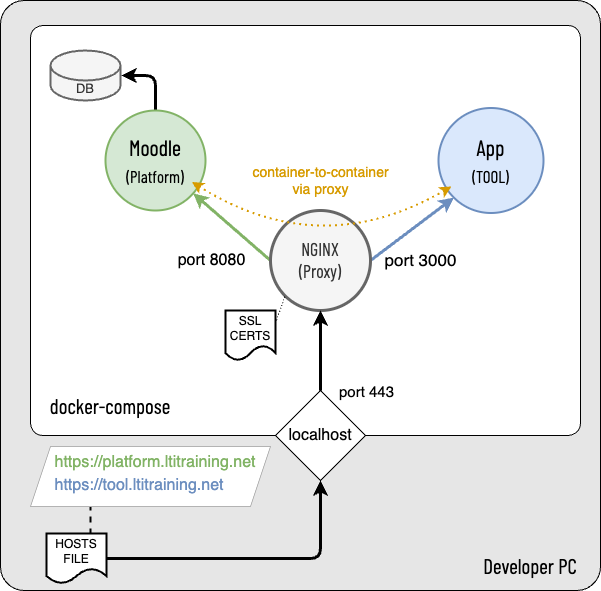 DB
Moodle
(Platform)
App
(TOOL)
container-to-container
via proxy
NGINX
(Proxy)
port 8080
port 3000
SSL
CERTS
port 443
docker-compose
localhost
https://platform.ltitraining.net
https://tool.ltitraining.net
HOSTS
FILE
Developer PC